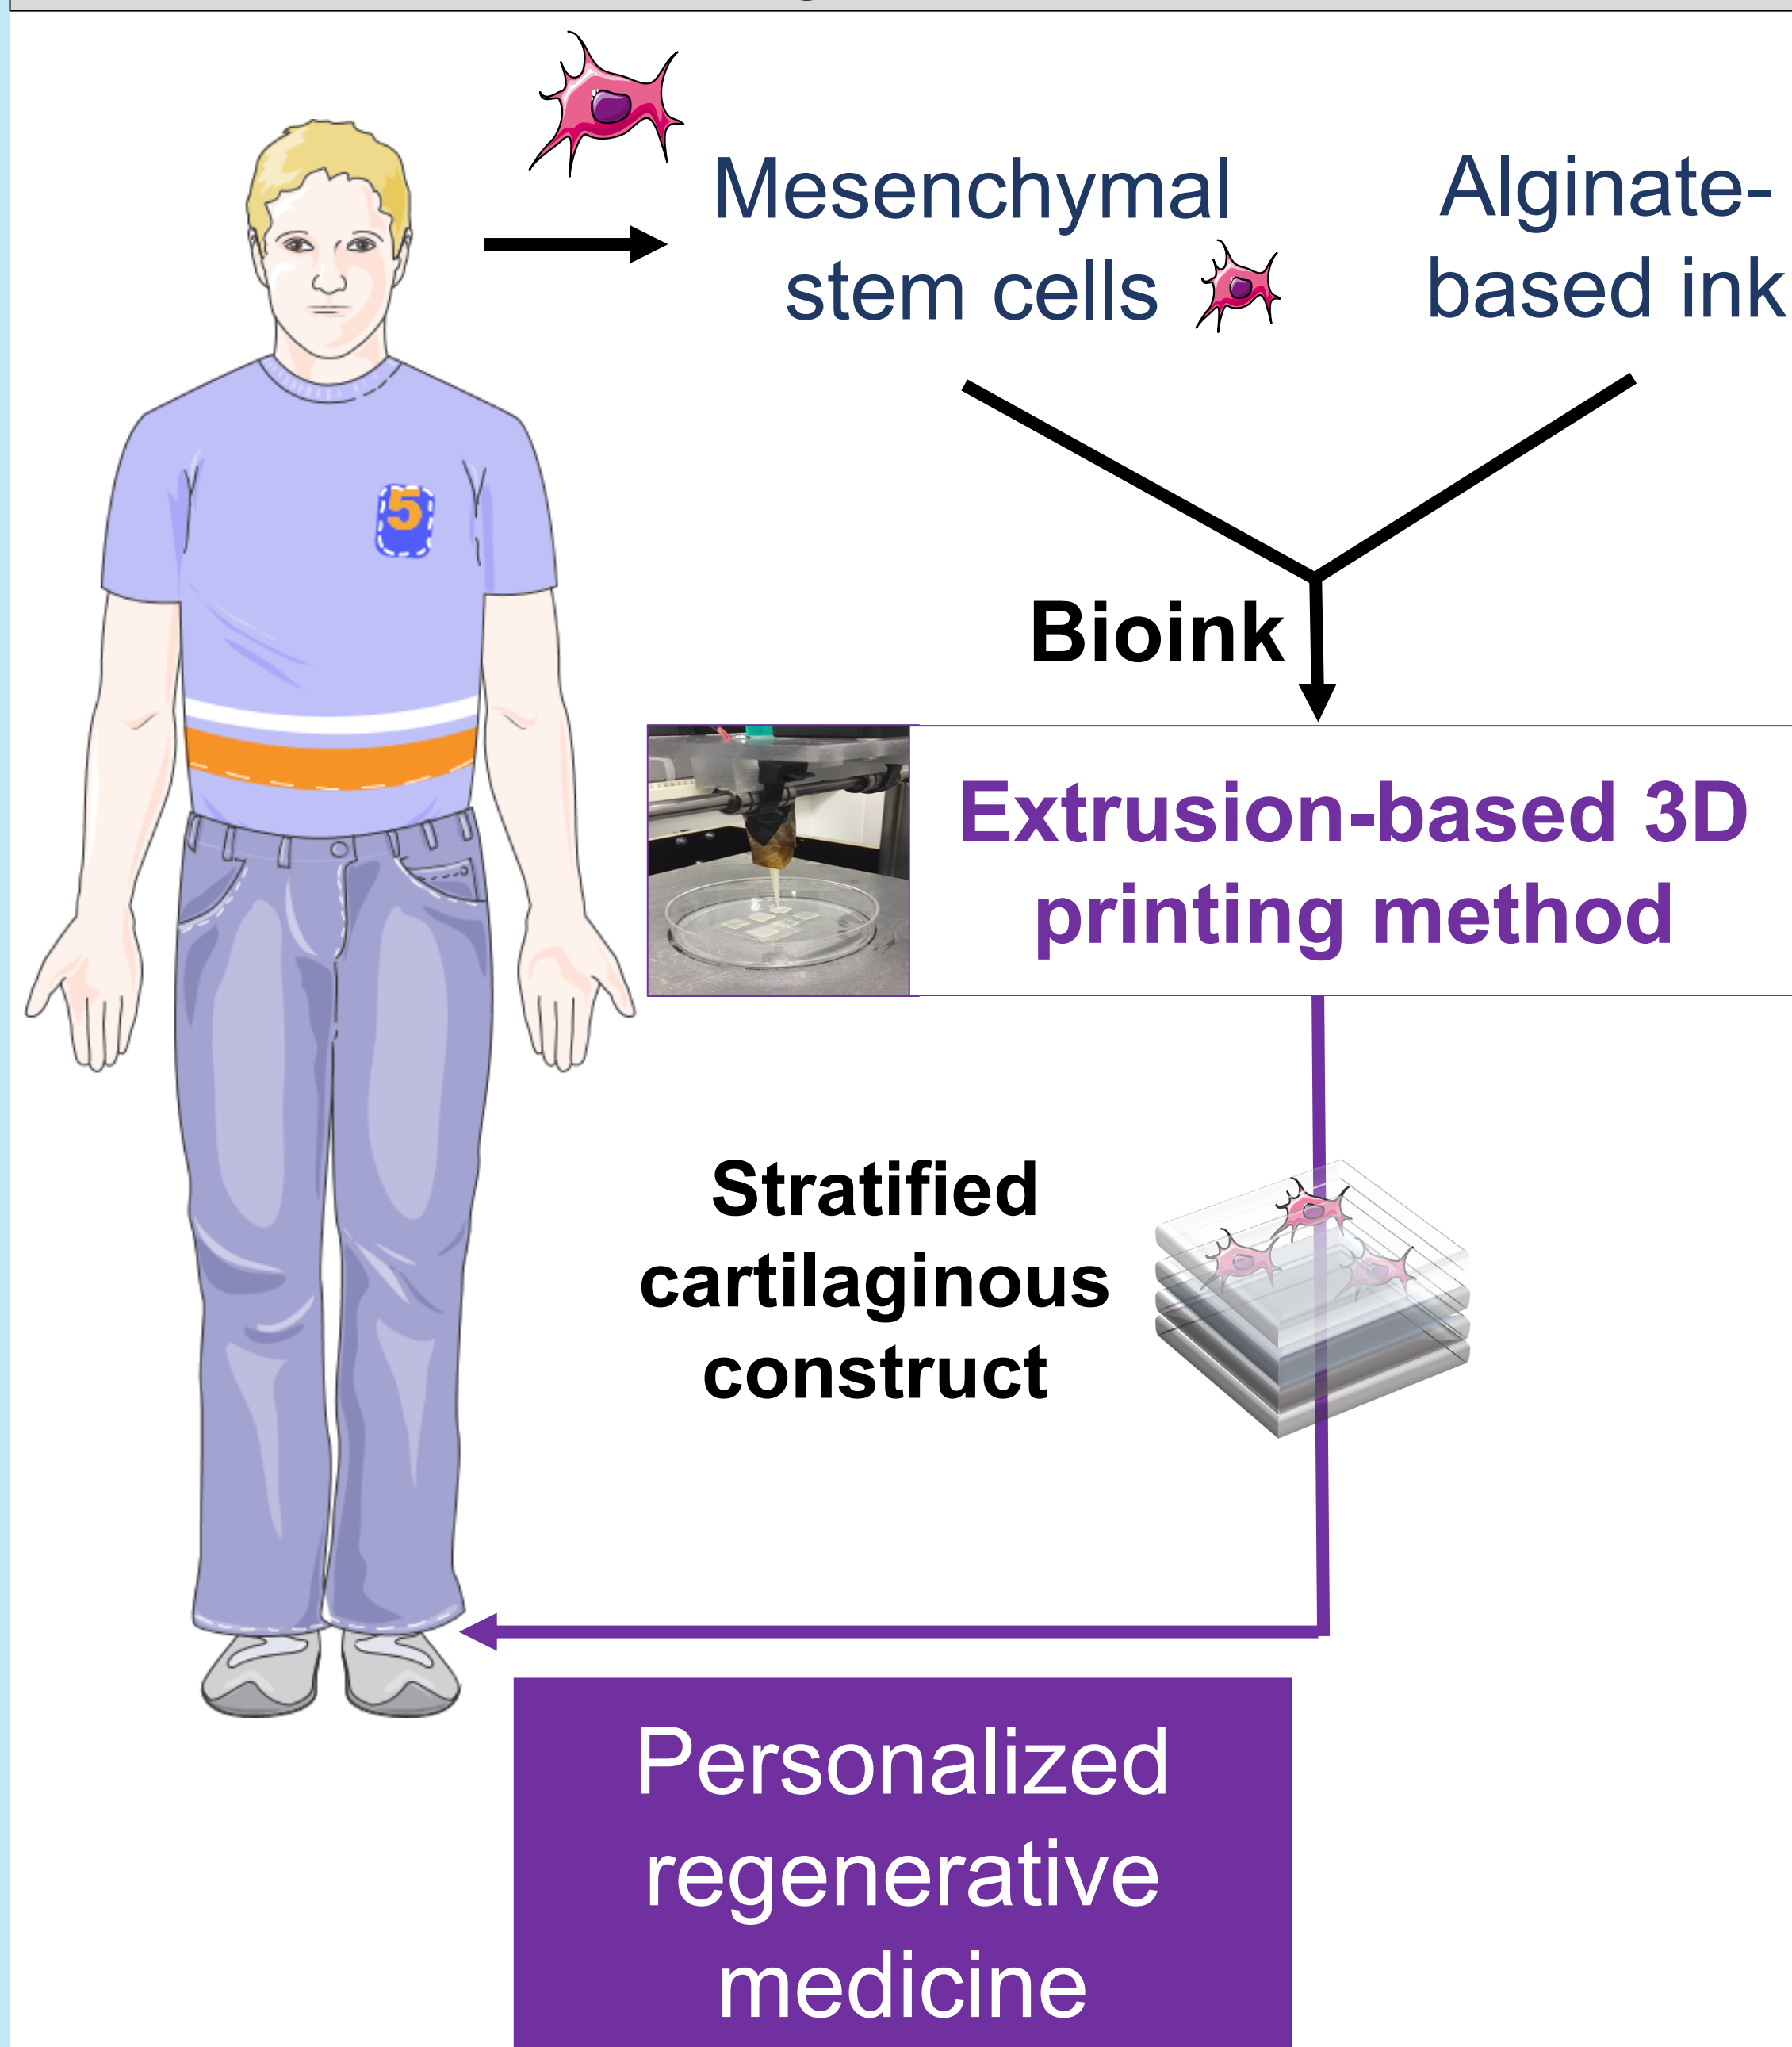 Mesenchymal
stem cells
Alginate-
based ink
5
Bioink
Extrusion-based 3D
printing method
Stratified
cartilaginous
construct
Personalized
regenerative
medicine